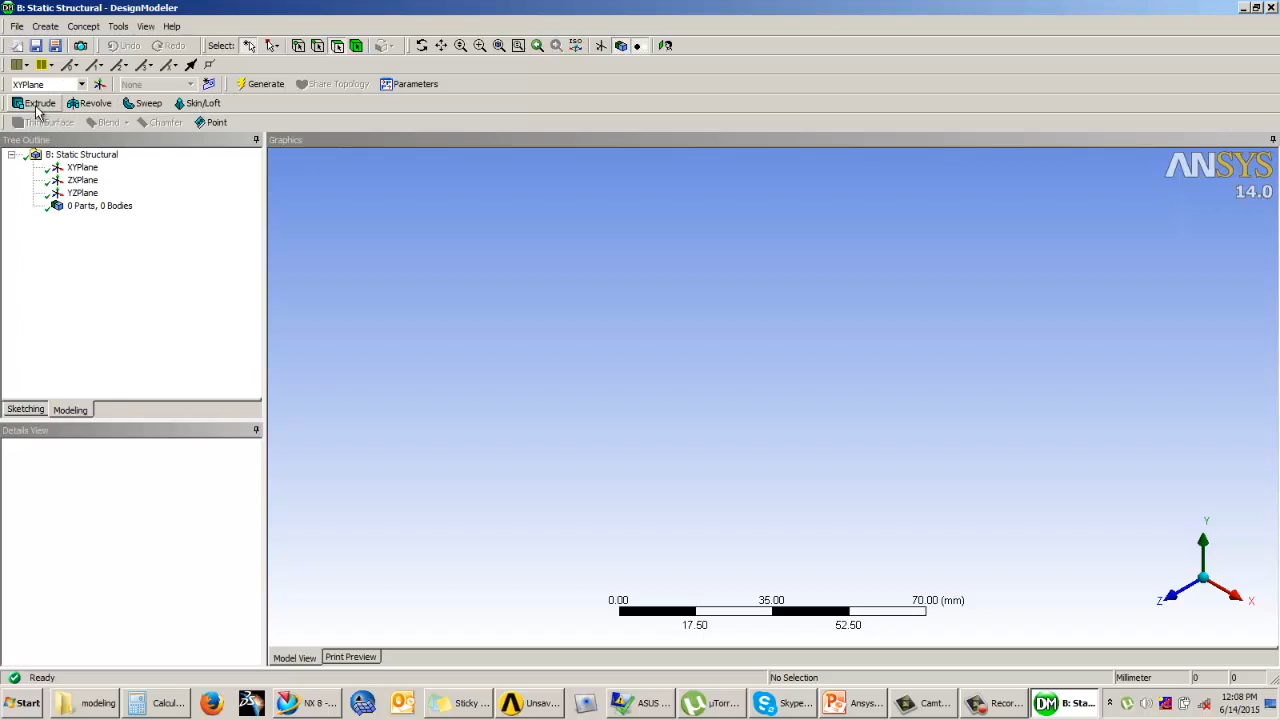 B: Static Structural - DesignModeler
File Create Concept Tools View Help
Undo Redo Select:
XYPlane None Generate Share Topology Parameters
Extrude Revolve Sweep Skin/Loft
Thin/Surface Blend Chamfer Point
Tree Outline Graphics
B: Static Structural
XYPlane
ZXPlane
YZPlane
0 Parts, 0 Bodies
ANSYS
14.0
Sketching Modeling
Details View
Y
Z X
0.00 35.00 70.00 (mm)
17.50 52.50
Model View Print Preview
Ready No Selection Millimeter 0 0
Start modeling Calcul... NX 8 -... Sticky ... Unsav... ASUS ... µTorr... Skype... Ansys... Camt... Recor... B: Sta... 12:08 PM
6/14/2015